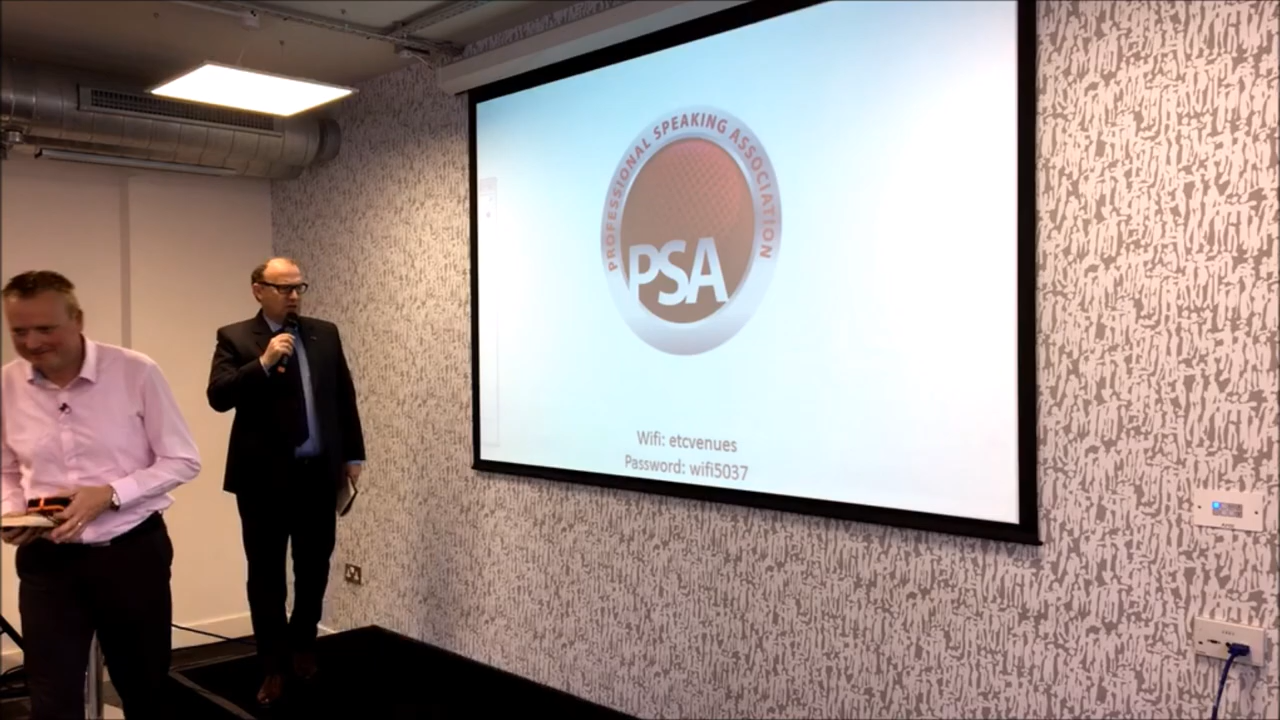 PROFESSIONAL SPEAKING ASSOCIATION
PSA
Wifi: etcvenues
Password: wifi5037